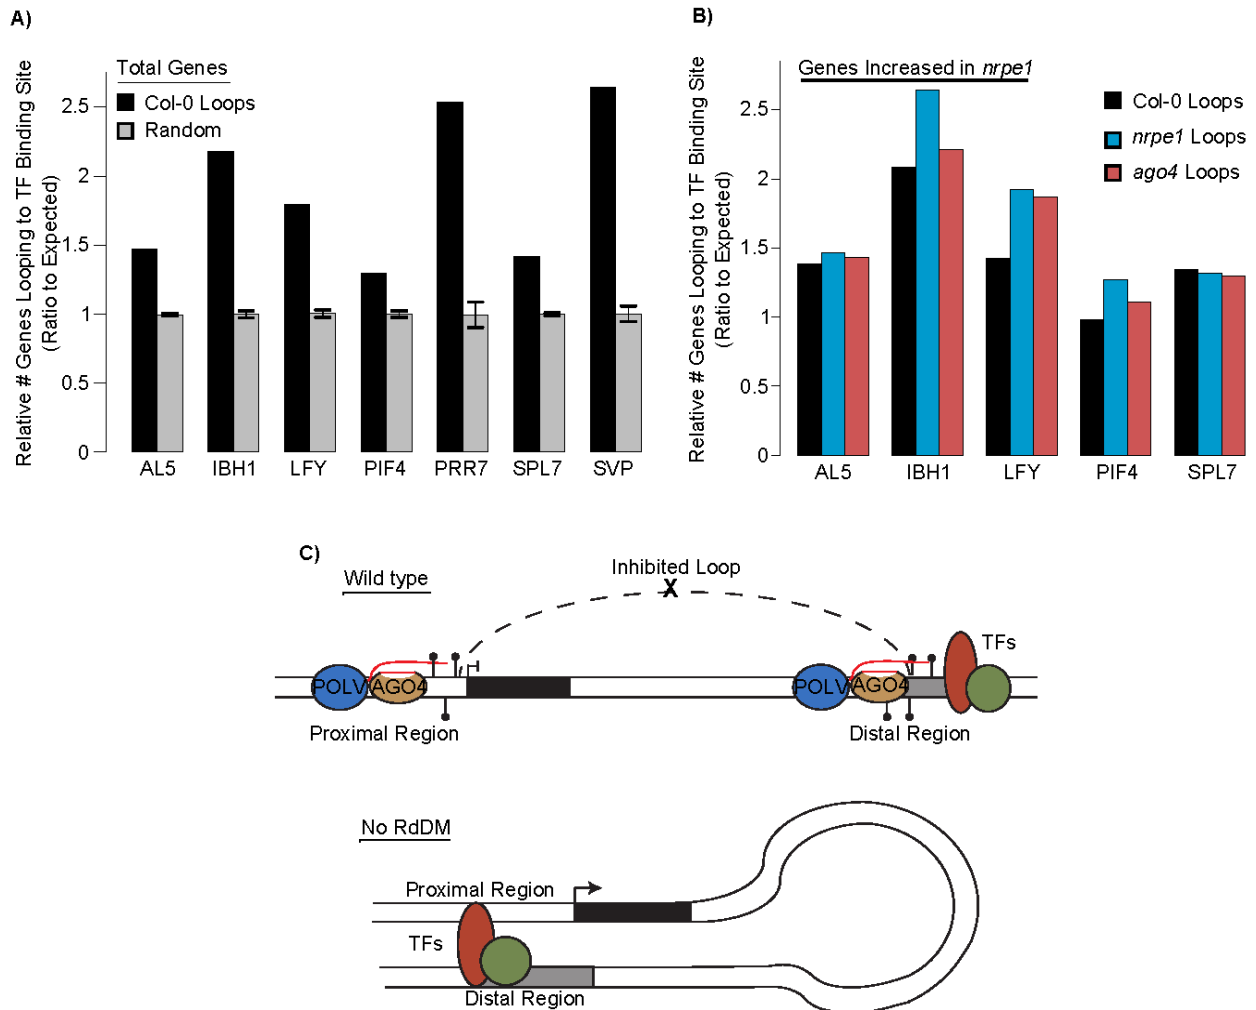 A)
Relative # Genes Looping to TF Binding Site
(Ratio to Expected)
Total Genes
Col-0 Loops
Random
2.5
2
1.5
1
0.5
0
AL5 IBH1 LFY PIF4 PRR7 SPL7 SVP
B)
Relative # Genes Looping to TF Binding Site
(Ratio to Expected)
Genes Increased in nrpe1
Col-0 Loops
nrpe1 Loops
ago4 Loops
2.5
2
1.5
1
0.5
0
AL5 IBH1 LFY PIF4 SPL7
C)
Wild type
Inhibited Loop
X
TFs
POLV AGO4 POLV AGO4
Proximal Region Distal Region
No RdDM
Proximal Region
TFs
Distal Region